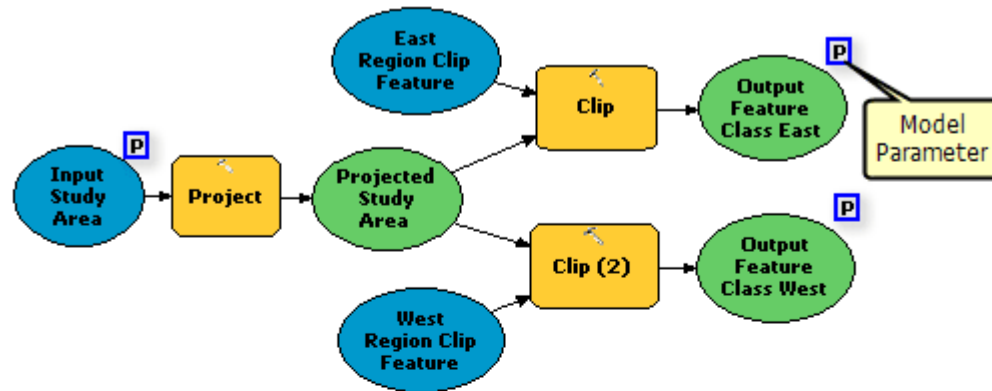 East
Region Clip
Feature
Clip
P
Output
Feature
Class East
Model
Parameter
P
Input
Study
Area
Project
Projected
Study
Area
P
Clip (2)
Output
Feature
Class West
West
Region Clip
Feature